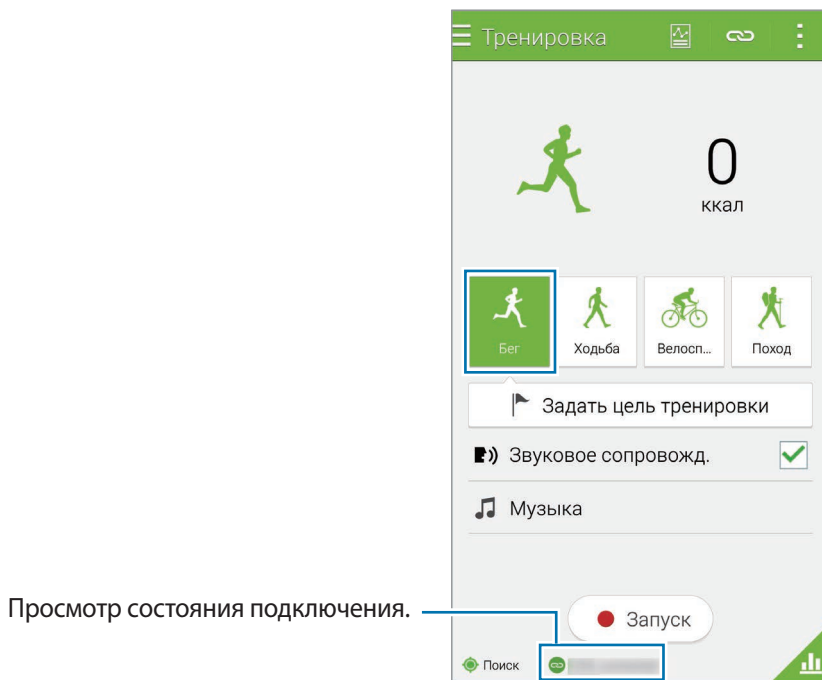 Тренировка
0
ккал
Бег
Ходьба
Велосп...
Поход
Задать цель тренировки
Звуковое сопровожд.
Музыка
Просмотр состояния подключения.
Запуск
Поиск